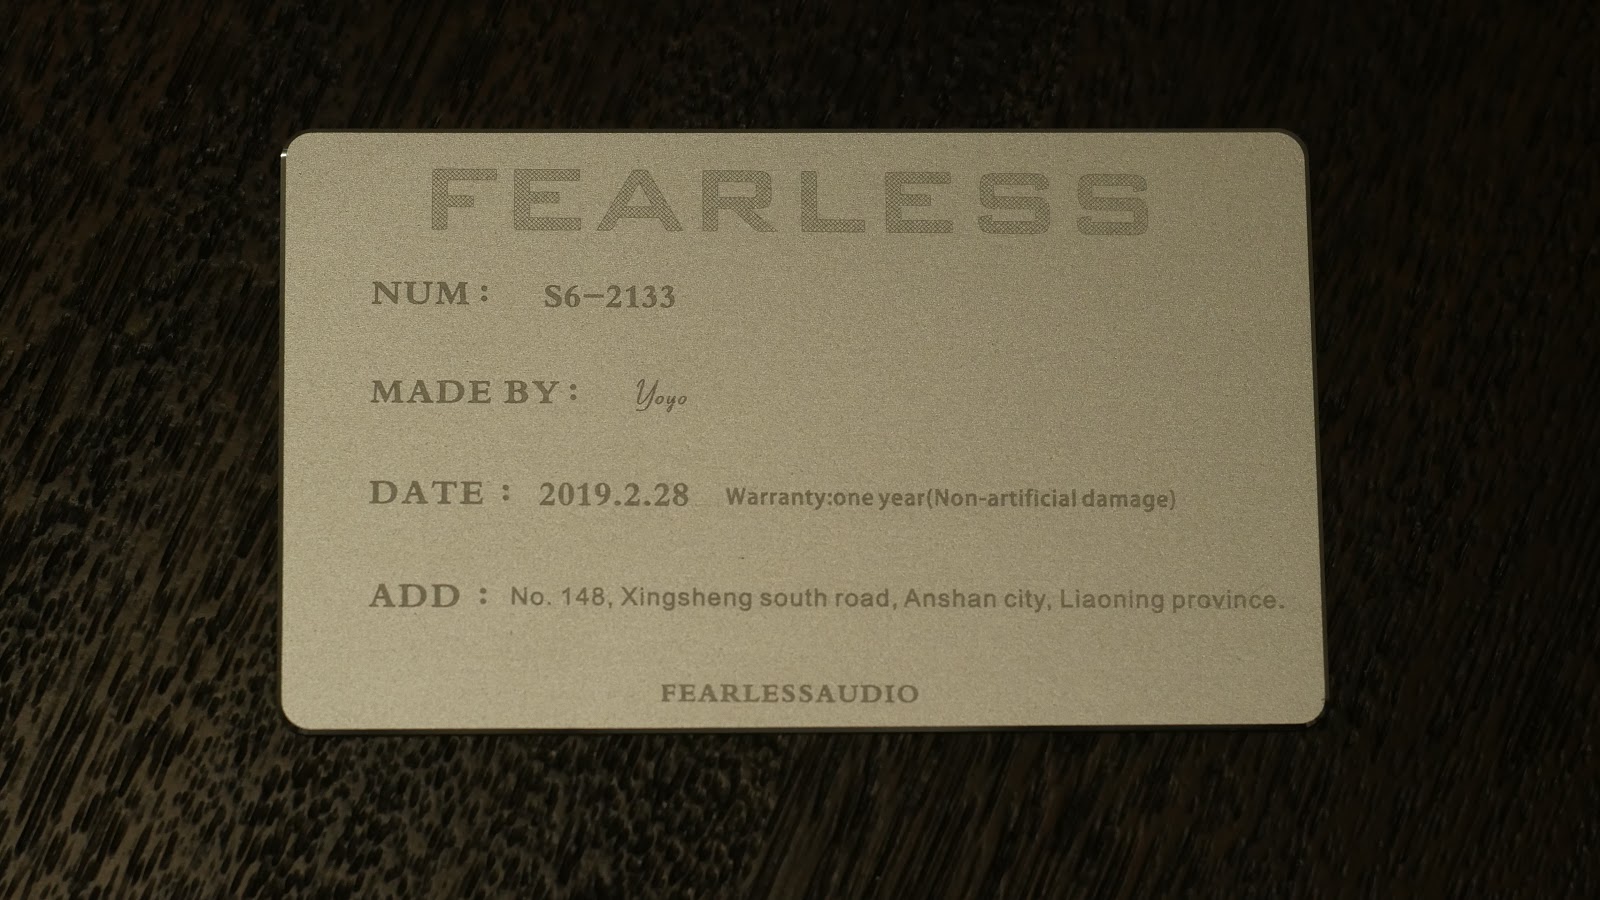 FEARLESS
NUM: S6-2133
MADE BY: Yoyo
DATE: 2019.2.28 Warranty:one year(Non-artificial damage)
ADD: No. 148, Xingsheng south road, Anshan city, Liaoning province.
FEARLESSAUDIO